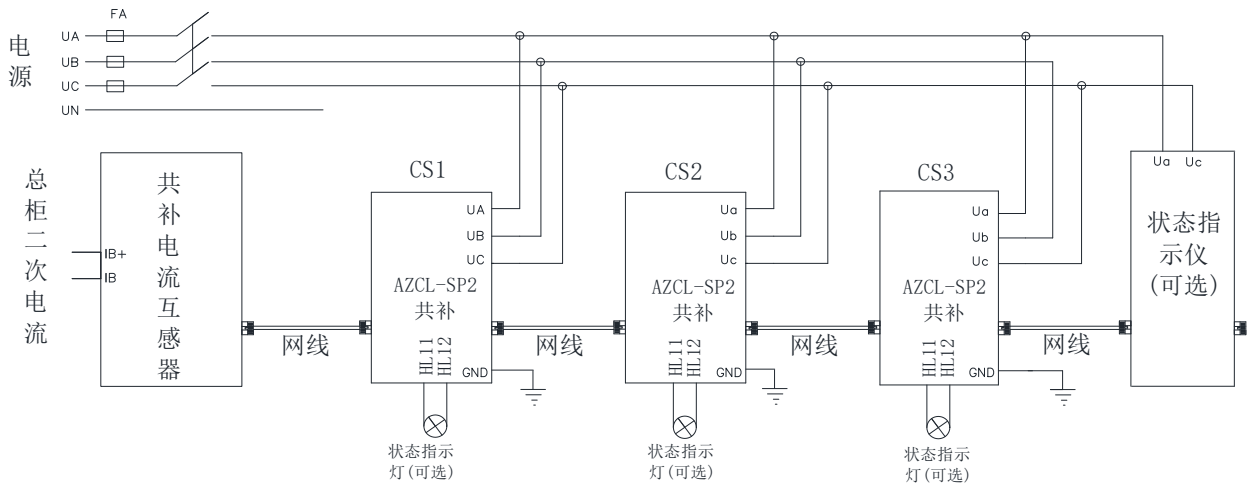 FA
电源
UA
UB
UC
UN
总柜二次电流
IB+
IB
共补电流互感器
网线
CS1
UA
UB
UC
AZCL-SP2
共补
HL11
HL12
GND
状态指示
灯(可选)
网线
CS2
Ua
Ub
Uc
AZCL-SP2
共补
HL11
HL12
GND
状态指示
灯(可选)
网线
CS3
Ua
Ub
Uc
AZCL-SP2
共补
HL11
HL12
GND
状态指示
灯(可选)
网线
Ua Uc
状态指
示仪
(可选)